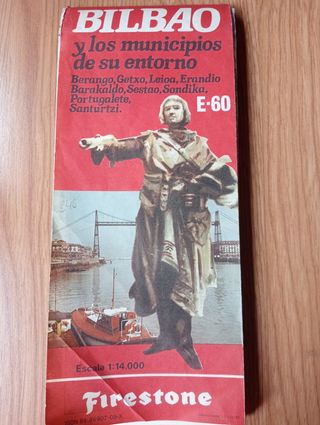 BILBAO
y los municipios
de su entorno
Berango, Getxo, Leioa, Erandio
Barakaldo, Sestao, Sondika,
Portugalete,
Santurtzi.
E-60
Escala 1:14.000
Firestone